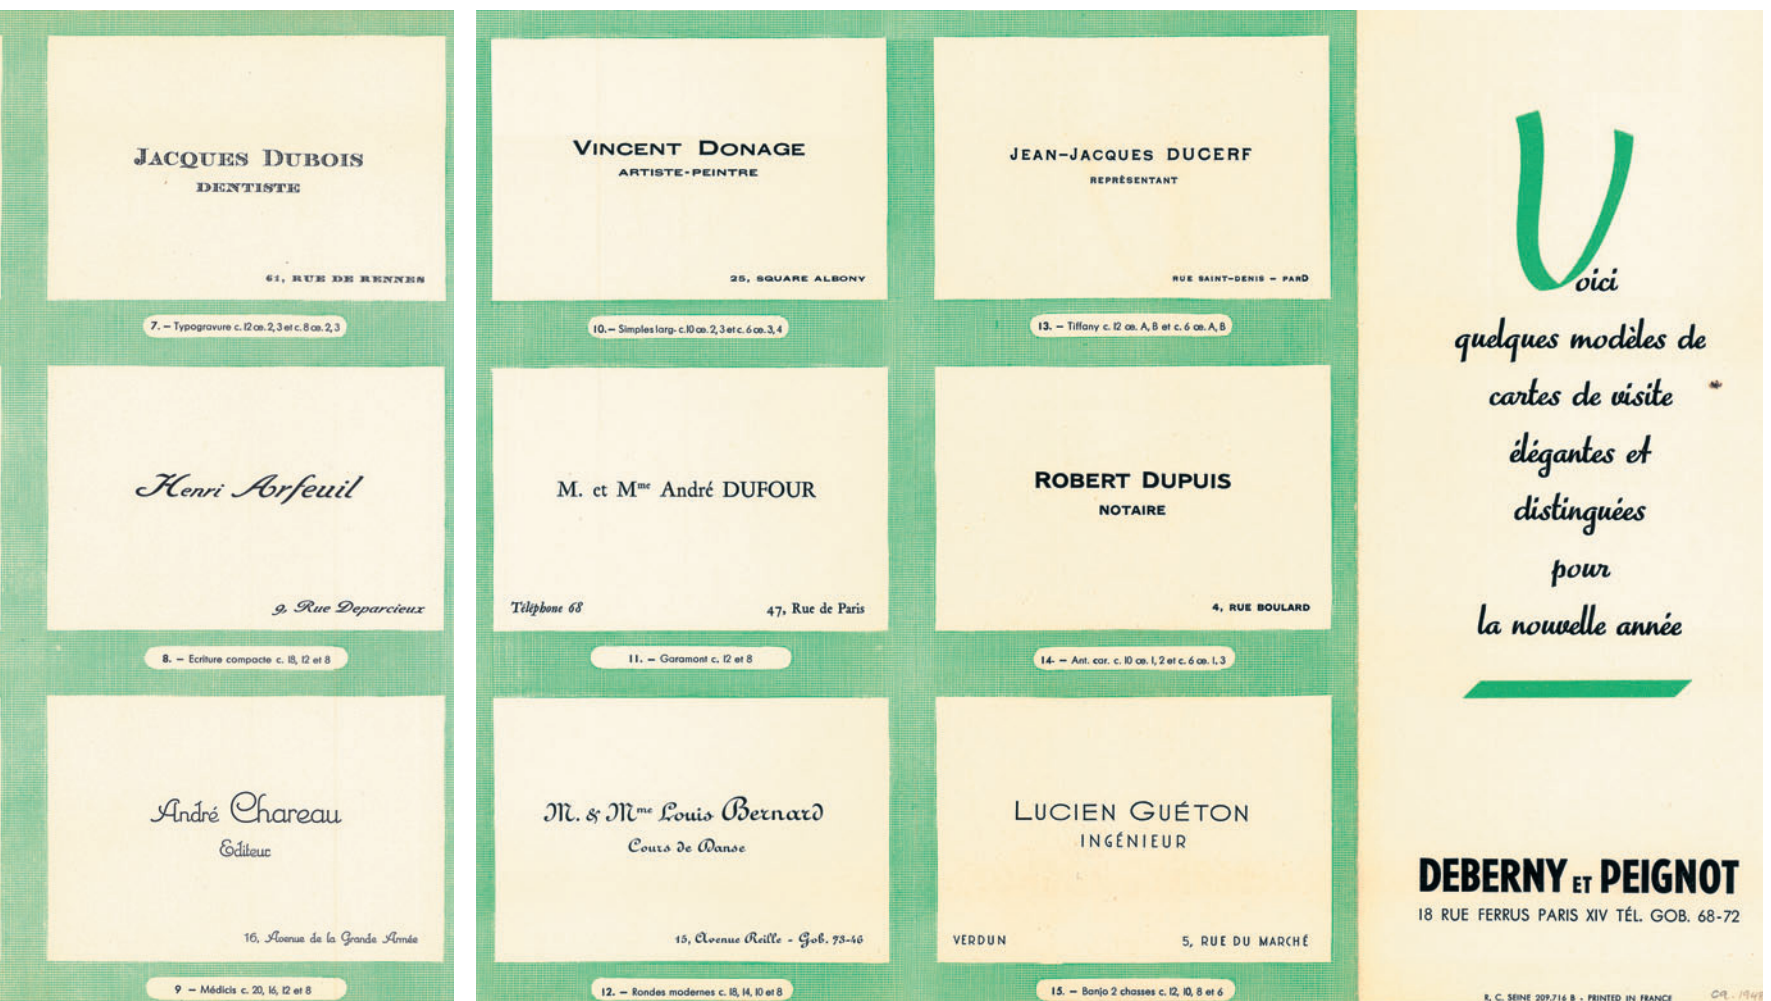 JACQUES DUBOIS
DENTISTE
61, RUE DE RENNES
7. – Typogravure c. 12 œ. 2, 3 et c. 8 œ. 2, 3
Henri Arfeuil
9, Rue Deparcieux
8. – Ecriture compacte c. 18, 12 et 8
André Chareau
Editeur
16, Avenue de la Grande Armée
9 – Médicis c. 20, 16, 12 et 8
VINCENT DONAGE
ARTISTE-PEINTRE
25, SQUARE ALBONY
10. – Simples larg. c. 10 œ. 2, 3 et c. 6 œ. 3, 4
M. et Mme André DUFOUR
Téléphone 68
47, Rue de Paris
11. – Garamont c. 12 et 8
M. & Mme Louis Bernard
Cours de Danse
15, Avenue Reille - Gob. 73-46
12. – Rondes modernes c. 18, 14, 10 et 8
JEAN-JACQUES DUCERF
REPRÉSENTANT
RUE SAINT-DENIS – PARD
13. – Tiffany c. 12 œ. A, B et c. 6 œ. A, B
ROBERT DUPUIS
NOTAIRE
4, RUE BOULARD
14. – Ant. car. c. 10 œ. 1, 2 et c. 6 œ. 1, 3
LUCIEN GUÉTON
INGÉNIEUR
VERDUN
5, RUE DU MARCHÉ
15. – Banjo 2 chasses c. 12, 10, 8 et 6
Voici
quelques modèles de
cartes de visite
élégantes et
distinguées
pour
la nouvelle année
DEBERNY ET PEIGNOT
18 RUE FERRUS PARIS XIV TÉL. GOB. 68-72
R. C. SEINE 209.716 B - PRINTED IN FRANCE